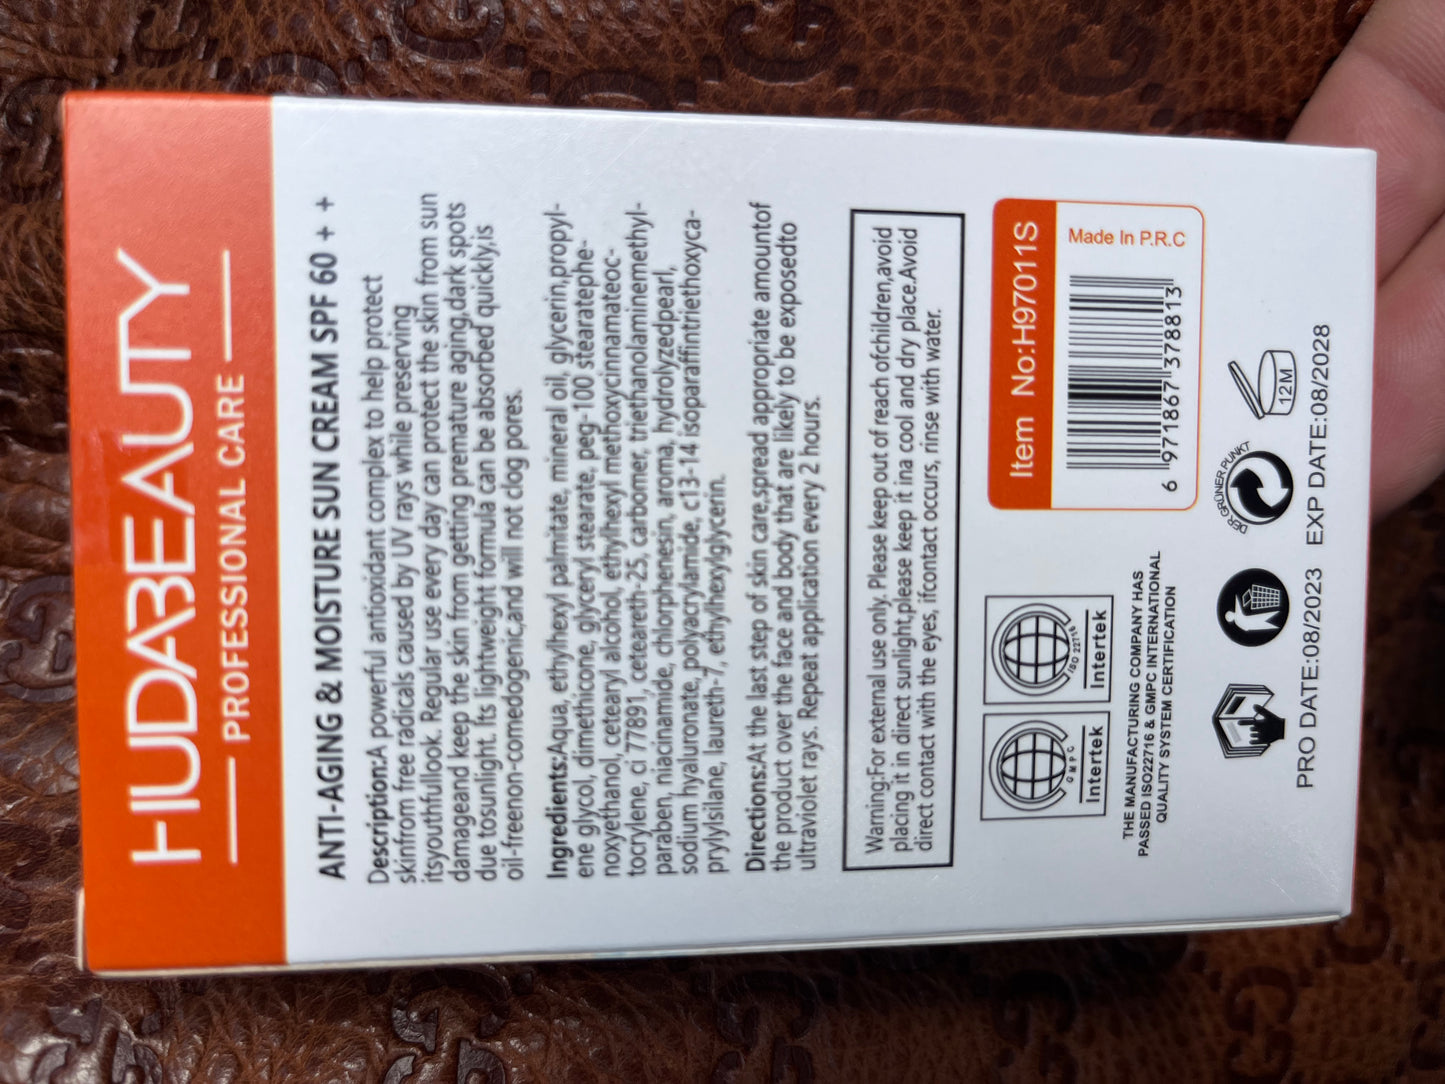 HUDABEAUTY
PROFESSIONAL CARE
ANTI-AGING & MOISTURE SUN CREAM SPF 60 + +
Description:A powerful antioxidant complex to help protect
skinfrom free radicals caused by UV rays while preserving
itsyouthfullook. Regular use every day can protect the skin from sun
damageand keep the skin from getting premature aging,dark spots
due tosunlight. Its lightweight formula can be absorbed quickly,is
oil-freenon-comedogenic,and will not clog pores.
Ingredients:Aqua, ethylhexyl palmitate, mineral oil, glycerin,propyl-
ene glycol, dimethicone, glyceryl stearate, peg-100 stearatephe-
noxyethanol, cetearyl alcohol, ethylhexyl methoxycinnamateoc-
tocrylene, ci 77891, ceteareth-25, carbomer, triethanolaminemethyl-
paraben, niacinamide, chlorphenesin, aroma, hydrolyzedpearl,
sodium hyaluronate, polyacrylamide, c13-14 isoparaffintriethoxyca-
prylylsilane, laureth-7, ethylhexylglycerin.
Directions:At the last step of skin care,spread appropriate amountof
the product over the face and body that are likely to be exposedto
ultraviolet rays. Repeat application every 2 hours.
Warning:For external use only. Please keep out of reach ofchildren,avoid
placing it in direct sunlight,please keep it ina cool and dry place.Avoid
direct contact with the eyes, ifcontact occurs, rinse with water.
GMPC
Intertek
ISO 22716
Intertek
THE MANUFACTURING COMPANY HAS
PASSED ISO22716 & GMPC INTERNATIONAL
QUALITY SYSTEM CERTIFICATION
Item No:H97011S
6 971867 378813
Made In P.R.C
DER GRÜNER PUNKT
12M
PRO DATE:08/2023 EXP DATE:08/2028